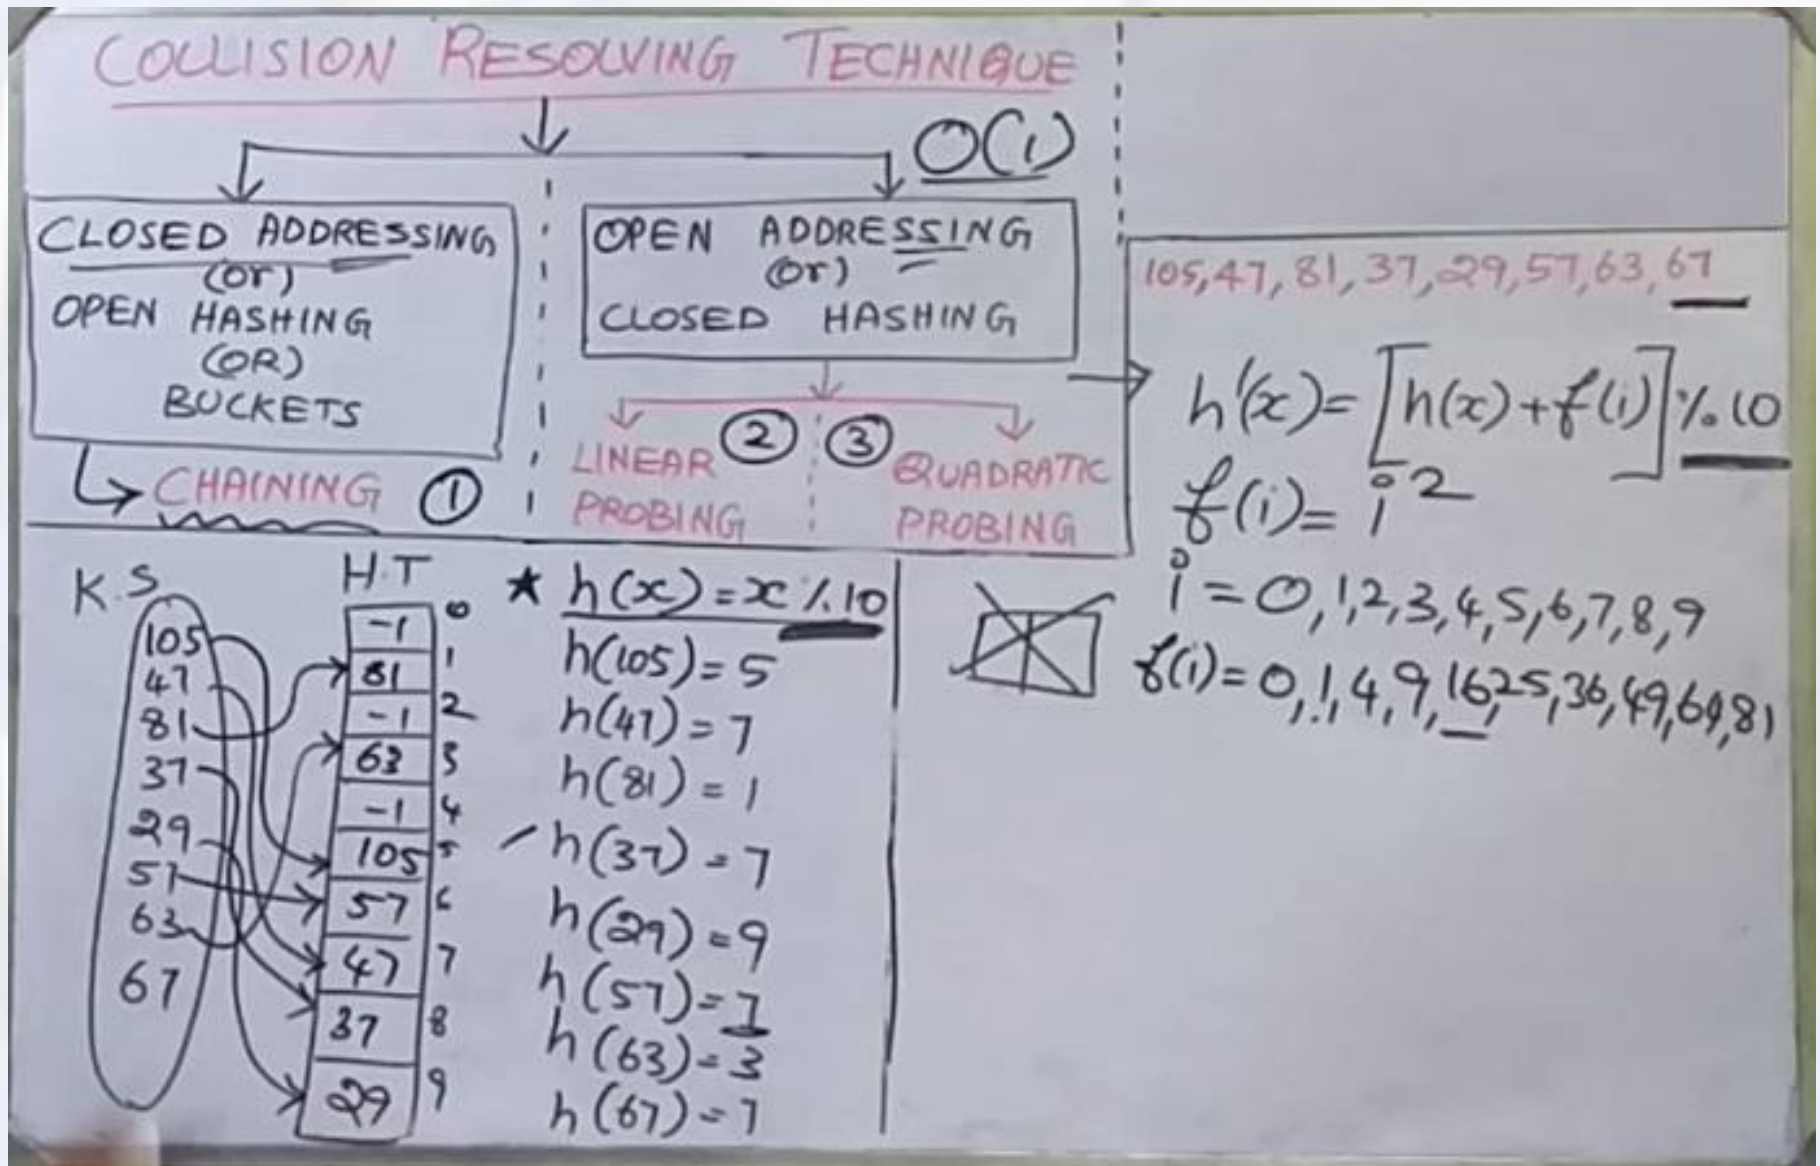 COLLISION RESOLVING TECHNIQUE
O(1)
CLOSED ADDRESSING
(or)
OPEN HASHING
(OR)
BUCKETS
CHAINING ①
OPEN ADDRESSING
(or)
CLOSED HASHING
LINEAR PROBING ②
③ QUADRATIC PROBING
105,47,81,37,29,57,63,67
h'(x)=[h(x)+f(i)]%10
f(i)=i²
i=0,1,2,3,4,5,6,7,8,9
f(i)=0,1,4,9,16,25,36,49,64,81
K.S
105
47
81
37
29
57
63
67
H.T
-1 0
81 1
-1 2
63 3
-1 4
105 5
57 6
47 7
37 8
29 9
★ h(x)=x%10
h(105)=5
h(47)=7
h(81)=1
h(37)=7
h(29)=9
h(57)=7
h(63)=3
h(67)=7